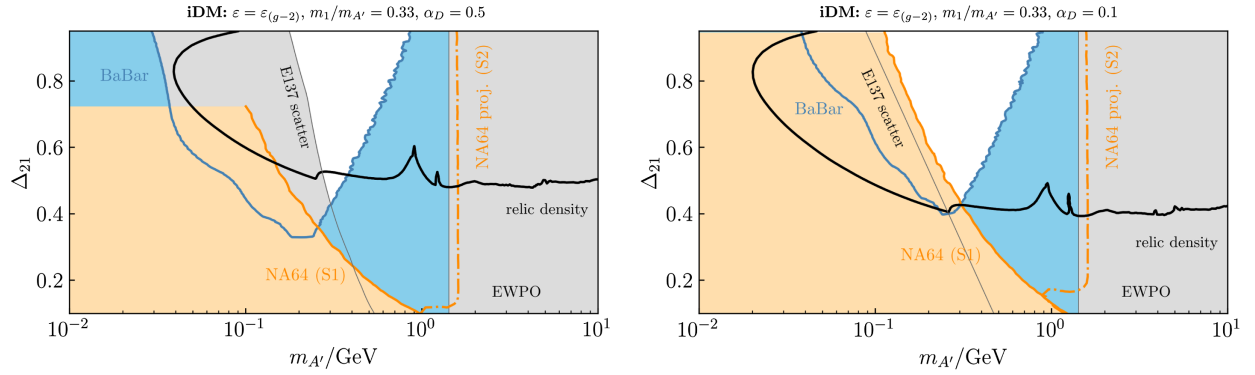 iDM: ε = ε(g−2), m1/mA′ = 0.33, αD = 0.5
0.8
0.6
0.4
0.2
Δ21
BaBar
E137 scatter
NA64 proj. (S2)
relic density
NA64 (S1)
EWPO
10−2
10−1
100
101
mA′/GeV
iDM: ε = ε(g−2), m1/mA′ = 0.33, αD = 0.1
0.8
0.6
0.4
0.2
Δ21
BaBar
E137 scatter
NA64 proj. (S2)
relic density
NA64 (S1)
EWPO
10−2
10−1
100
101
mA′/GeV